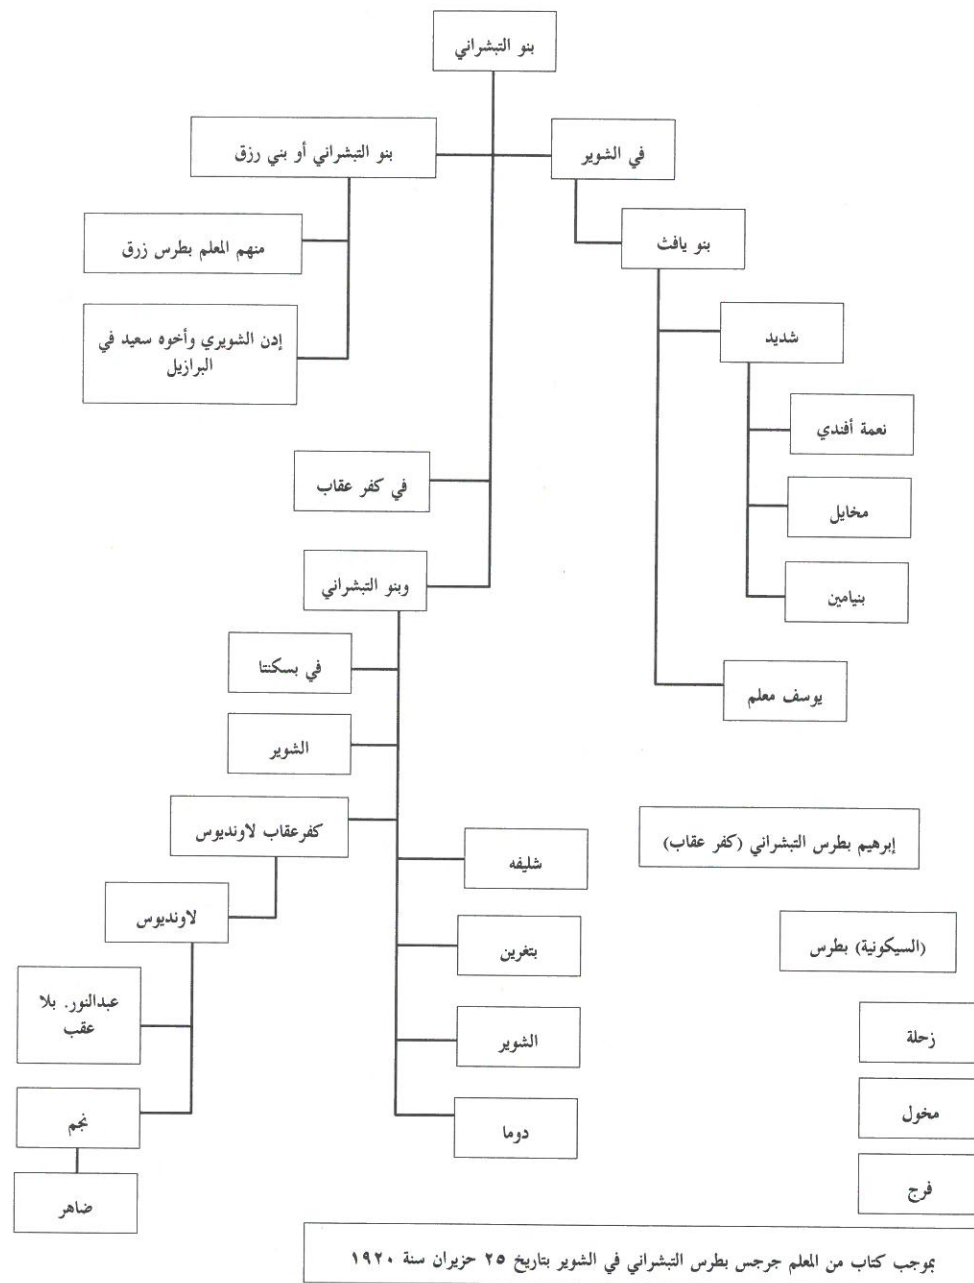 بنو التبشراني
في الشوير
بنو التبشراني أو بني رزق
بنو يافث
منهم المعلم بطرس زرق
شديد
إدن الشويري وأخوه سعيد في
البرازيل
نعمة أفندي
في كفر عقاب
مخايل
وبنو التبشراني
بنيامين
في بسكنتا
يوسف معلم
الشوير
كفرعقاب لاونديوس
إبرهيم بطرس التبشراني (كفر عقاب)
شليفه
لاونديوس
(السيكونية) بطرس
بتغرين
عبدالنور. بلا
عقب
زحلة
الشوير
نجم
مخول
دوما
ضاهر
فرج
بموجب كتاب من المعلم جرجس بطرس التبشراني في الشوير بتاريخ ٢٥ حزيران سنة ١٩٢٠